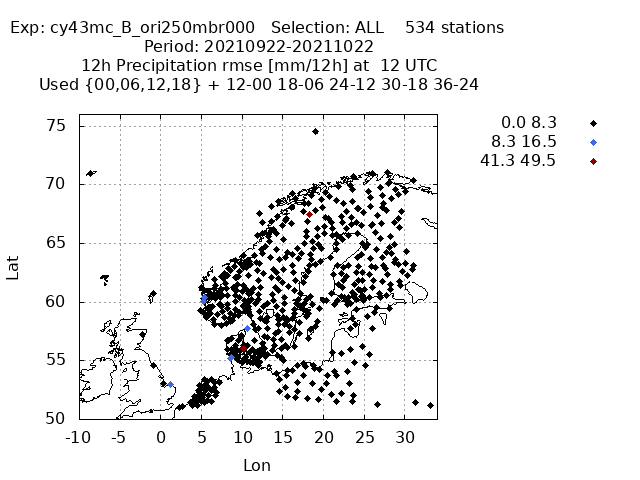 Exp: cy43mc_B_ori250mbr000   Selection: ALL    534 stations
Period: 20210922-20211022
12h Precipitation rmse [mm/12h] at  12 UTC
Used {00,06,12,18} + 12-00 18-06 24-12 30-18 36-24
0.0 8.3
8.3 16.5
41.3 49.5
75
70
65
60
55
50
Lat
-10 -5 0 5 10 15 20 25 30
Lon